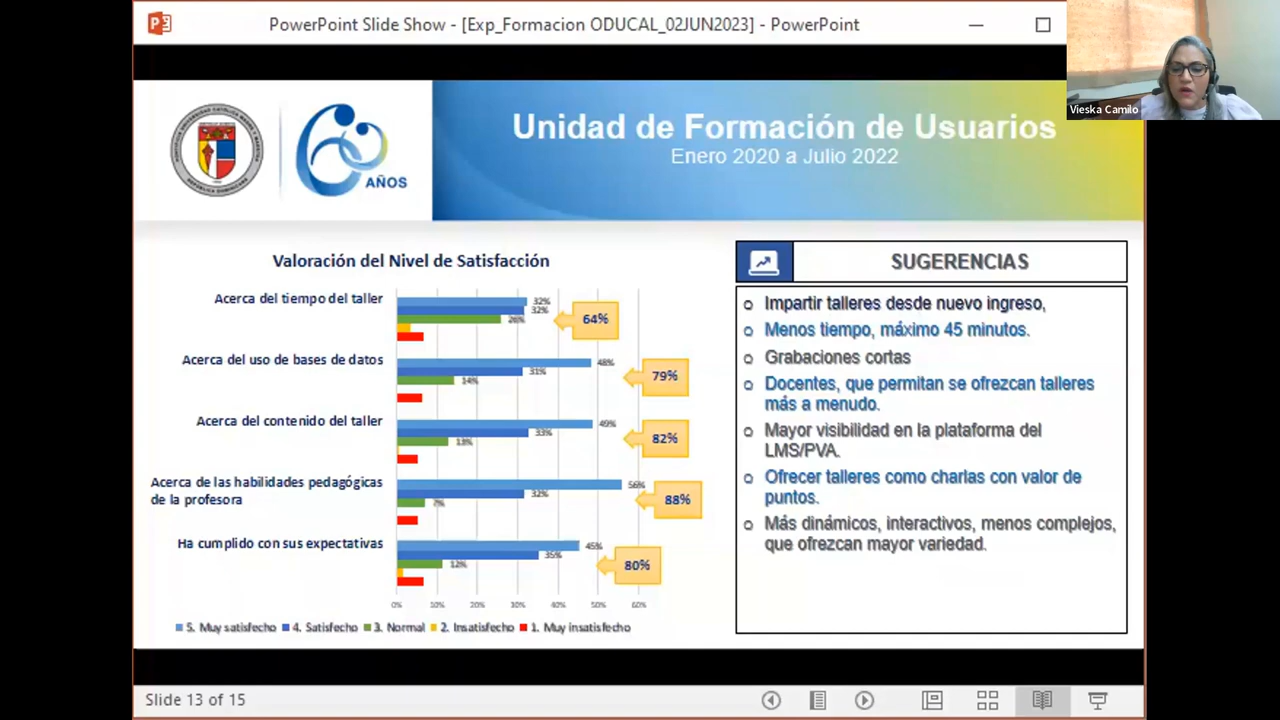 PowerPoint Slide Show - [Exp_Formacion ODUCAL_02JUN2023] - PowerPoint
Vieska Camilo
AÑOS
Unidad de Formación de Usuarios
Enero 2020 a Julio 2022
Valoración del Nivel de Satisfacción
Acerca del tiempo del taller
32%
32%
26%
64%
Acerca del uso de bases de datos
48%
31%
14%
79%
Acerca del contenido del taller
49%
33%
13%
82%
Acerca de las habilidades pedagógicas
de la profesora
56%
32%
7%
88%
Ha cumplido con sus expectativas
45%
35%
12%
80%
0% 10% 20% 30% 40% 50% 60%
5. Muy satisfecho 4. Satisfecho 3. Normal 2. Insatisfecho 1. Muy insatisfecho
SUGERENCIAS
Impartir talleres desde nuevo ingreso,
Menos tiempo, máximo 45 minutos.
Grabaciones cortas
Docentes, que permitan se ofrezcan talleres
más a menudo.
Mayor visibilidad en la plataforma del
LMS/PVA.
Ofrecer talleres como charlas con valor de
puntos.
Más dinámicos, interactivos, menos complejos,
que ofrezcan mayor variedad.
Slide 13 of 15